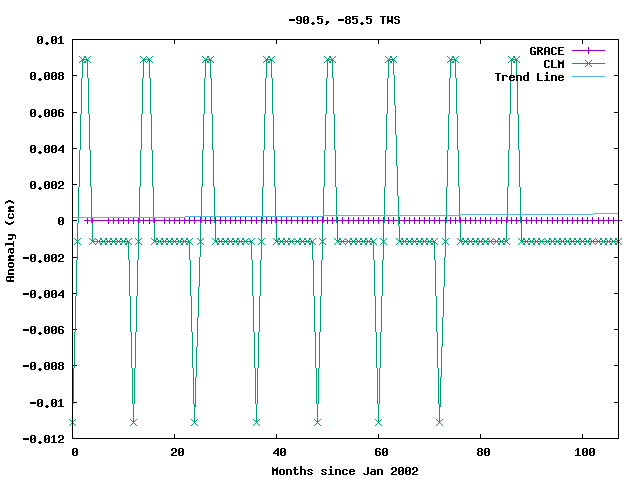 -90.5, -85.5 TWS
GRACE
CLM
Trend Line
0.01
0.008
0.006
0.004
0.002
0
-0.002
-0.004
-0.006
-0.008
-0.01
-0.012
Anomaly (cm)
0 20 40 60 80 100
Months since Jan 2002